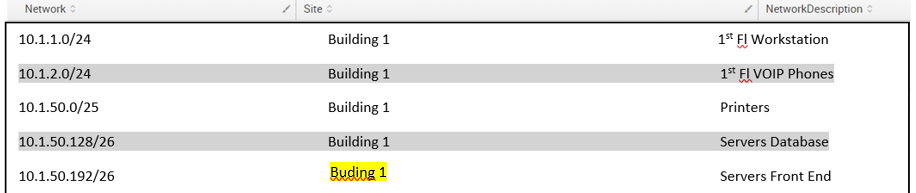 Network Site NetworkDescription
10.1.1.0/24 Building 1 1st Fl Workstation
10.1.2.0/24 Building 1 1st Fl VOIP Phones
10.1.50.0/25 Building 1 Printers
10.1.50.128/26 Building 1 Servers Database
10.1.50.192/26 Buding 1 Servers Front End